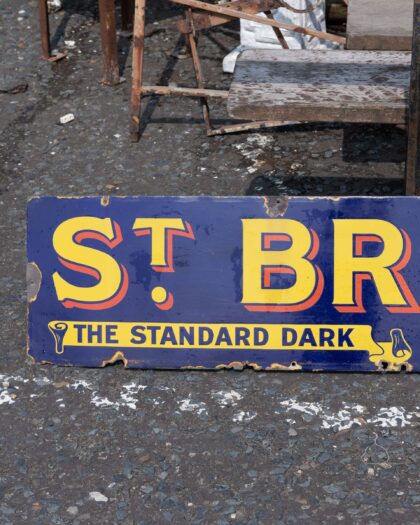 ST. BR
THE STANDARD DARK